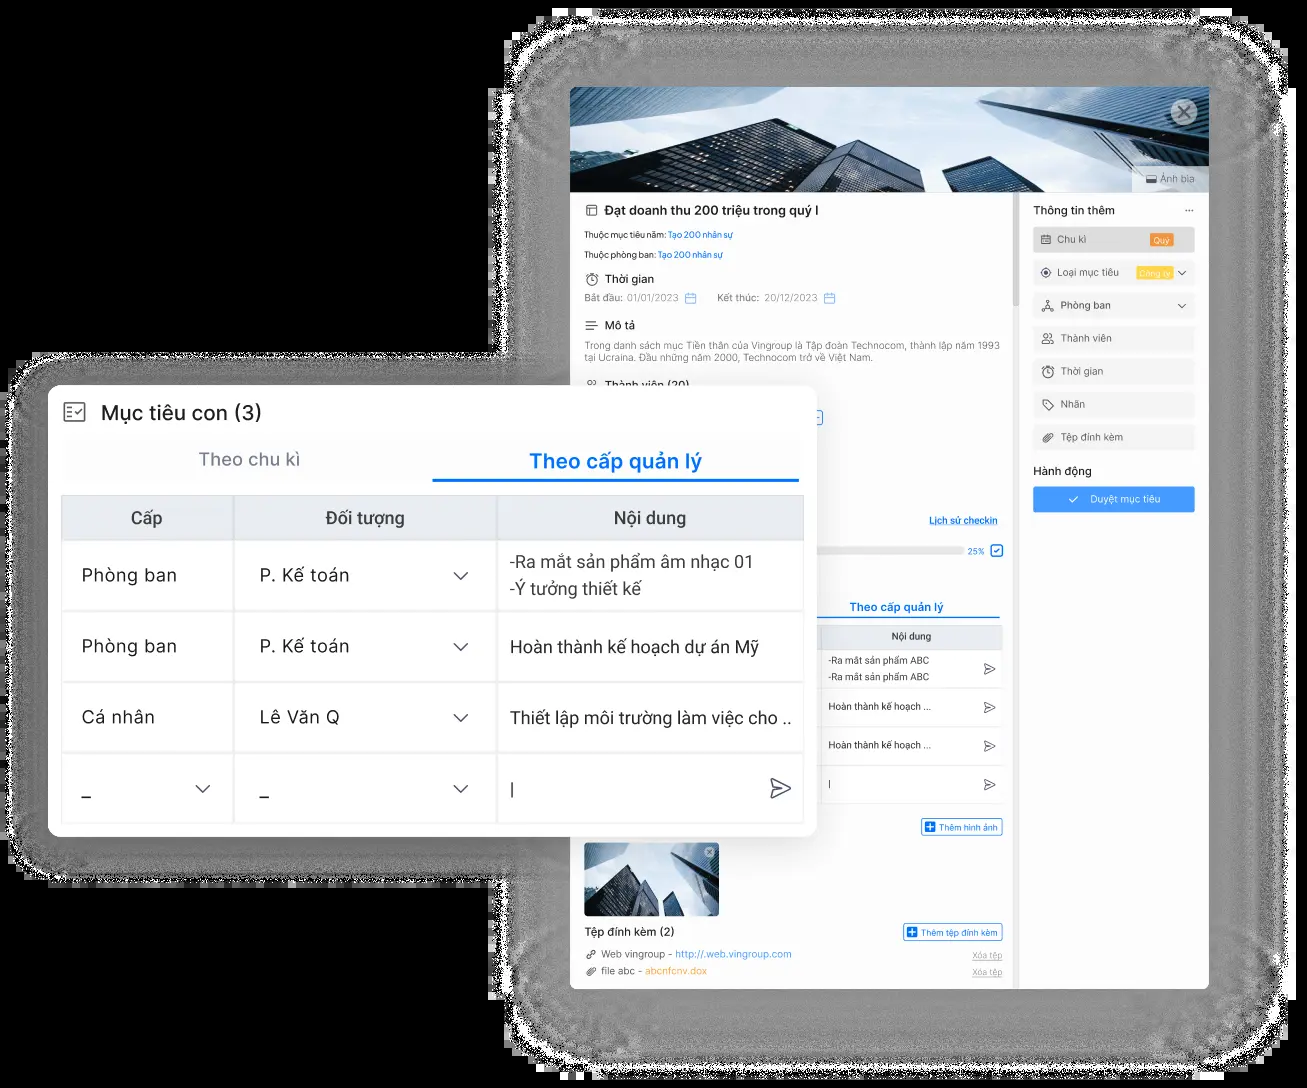 Ảnh bìa
Đạt doanh thu 200 triệu trong quý I
Thuộc mục tiêu năm: Tạo 200 nhân sự
Thuộc phòng ban: Tạo 200 nhân sự
Thời gian
Bắt đầu: 01/01/2023 Kết thúc: 20/12/2023
Mô tả
Trong danh sách mục Tiền thân của Vingroup là Tập đoàn Technocom, thành lập năm 1993
tại Ucraina. Đầu những năm 2000, Technocom trở về Việt Nam.
Thành viên (20)
Thông tin thêm
Chu kì Quý
Loại mục tiêu Công ty
Phòng ban
Thành viên
Thời gian
Nhãn
Tệp đính kèm
Hành động
Duyệt mục tiêu
Mục tiêu con (3)
Theo chu kì Theo cấp quản lý
Cấp Đối tượng Nội dung
Phòng ban P. Kế toán -Ra mắt sản phẩm âm nhạc 01
-Ý tưởng thiết kế
Phòng ban P. Kế toán Hoàn thành kế hoạch dự án Mỹ
Cá nhân Lê Văn Q Thiết lập môi trường làm việc cho ..
_ _ |
Lịch sử checkin
25%
Theo cấp quản lý
Nội dung
-Ra mắt sản phẩm ABC
-Ra mắt sản phẩm ABC
Hoàn thành kế hoạch ...
Hoàn thành kế hoạch ...
|
Thêm hình ảnh
Tệp đính kèm (2)
Thêm tệp đính kèm
Web vingroup - http://.web.vingroup.com Xóa tệp
file abc - abcnfcnv.dox Xóa tệp